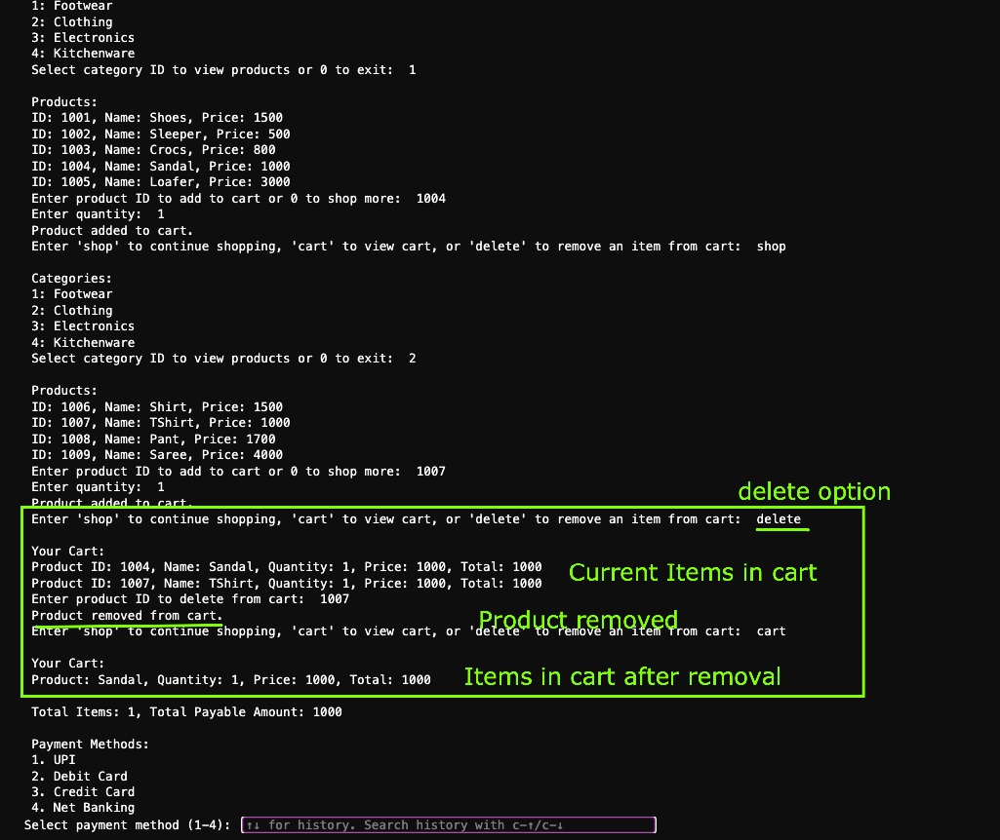 1: Footwear
2: Clothing
3: Electronics
4: Kitchenware
Select category ID to view products or 0 to exit:  1
Products:
ID: 1001, Name: Shoes, Price: 1500
ID: 1002, Name: Sleeper, Price: 500
ID: 1003, Name: Crocs, Price: 800
ID: 1004, Name: Sandal, Price: 1000
ID: 1005, Name: Loafer, Price: 3000
Enter product ID to add to cart or 0 to shop more:  1004
Enter quantity:  1
Product added to cart.
Enter 'shop' to continue shopping, 'cart' to view cart, or 'delete' to remove an item from cart:  shop
Categories:
1: Footwear
2: Clothing
3: Electronics
4: Kitchenware
Select category ID to view products or 0 to exit:  2
Products:
ID: 1006, Name: Shirt, Price: 1500
ID: 1007, Name: TShirt, Price: 1000
ID: 1008, Name: Pant, Price: 1700
ID: 1009, Name: Saree, Price: 4000
Enter product ID to add to cart or 0 to shop more:  1007
Enter quantity:  1
delete option
Product added to cart.
Enter 'shop' to continue shopping, 'cart' to view cart, or 'delete' to remove an item from cart:  delete
Your Cart:
Product ID: 1004, Name: Sandal, Quantity: 1, Price: 1000, Total: 1000
Current Items in cart
Product ID: 1007, Name: TShirt, Quantity: 1, Price: 1000, Total: 1000
Enter product ID to delete from cart:  1007
Product removed from cart.
Product removed
Enter 'shop' to continue shopping, 'cart' to view cart, or 'delete' to remove an item from cart:  cart
Your Cart:
Product: Sandal, Quantity: 1, Price: 1000, Total: 1000
Items in cart after removal
Total Items: 1, Total Payable Amount: 1000
Payment Methods:
1. UPI
2. Debit Card
3. Credit Card
4. Net Banking
Select payment method (1-4): ↑↓ for history. Search history with c-↑/c-↓